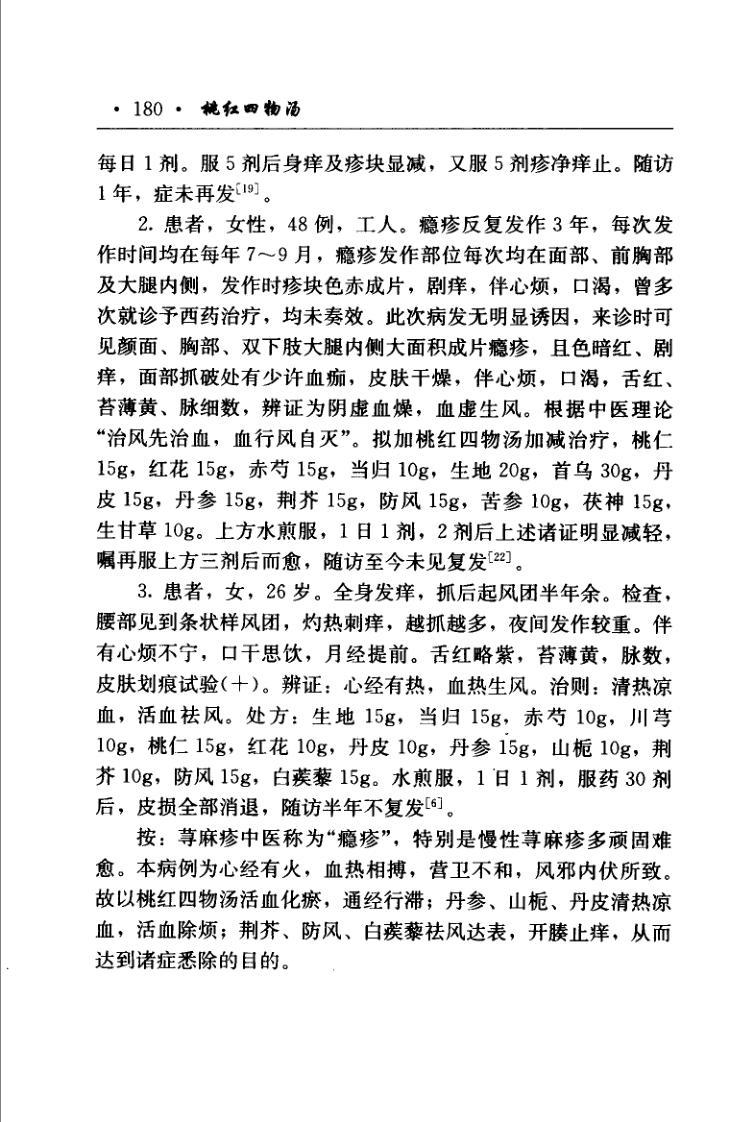 · 180 · 桃红四物汤
每日 1 剂。服 5 剂后身痒及疹块显减，又服 5 剂疹净痒止。随访
1 年，症未再发[19]。
2. 患者，女性，48 例，工人。瘾疹反复发作 3 年，每次发
作时间均在每年 7～9 月，瘾疹发作部位每次均在面部、前胸部
及大腿内侧，发作时疹块色赤成片，剧痒，伴心烦，口渴，曾多
次就诊予西药治疗，均未奏效。此次病发无明显诱因，来诊时可
见颜面、胸部、双下肢大腿内侧大面积成片瘾疹，且色暗红、剧
痒，面部抓破处有少许血痂，皮肤干燥，伴心烦，口渴，舌红、
苔薄黄、脉细数，辨证为阴虚血燥，血虚生风。根据中医理论
“治风先治血，血行风自灭”。拟加桃红四物汤加减治疗，桃仁
15g，红花 15g，赤芍 15g，当归 10g，生地 20g，首乌 30g，丹
皮 15g，丹参 15g，荆芥 15g，防风 15g，苦参 10g，茯神 15g，
生甘草 10g。上方水煎服，1 日 1 剂，2 剂后上述诸证明显减轻，
嘱再服上方三剂后而愈，随访至今未见复发[22]。
3. 患者，女，26 岁。全身发痒，抓后起风团半年余。检查，
腰部见到条状样风团，灼热刺痒，越抓越多，夜间发作较重。伴
有心烦不宁，口干思饮，月经提前。舌红略紫，苔薄黄，脉数，
皮肤划痕试验(＋)。辨证：心经有热，血热生风。治则：清热凉
血，活血祛风。处方：生地 15g，当归 15g，赤芍 10g，川芎
10g，桃仁 15g，红花 10g，丹皮 10g，丹参 15g，山栀 10g，荆
芥 10g，防风 15g，白蒺藜 15g。水煎服，1 日 1 剂，服药 30 剂
后，皮损全部消退，随访半年不复发[6]。
按：荨麻疹中医称为“瘾疹”，特别是慢性荨麻疹多顽固难
愈。本病例为心经有火，血热相搏，营卫不和，风邪内伏所致。
故以桃红四物汤活血化瘀，通经行滞；丹参、山栀、丹皮清热凉
血，活血除烦；荆芥、防风、白蒺藜祛风达表，开腠止痒，从而
达到诸症悉除的目的。